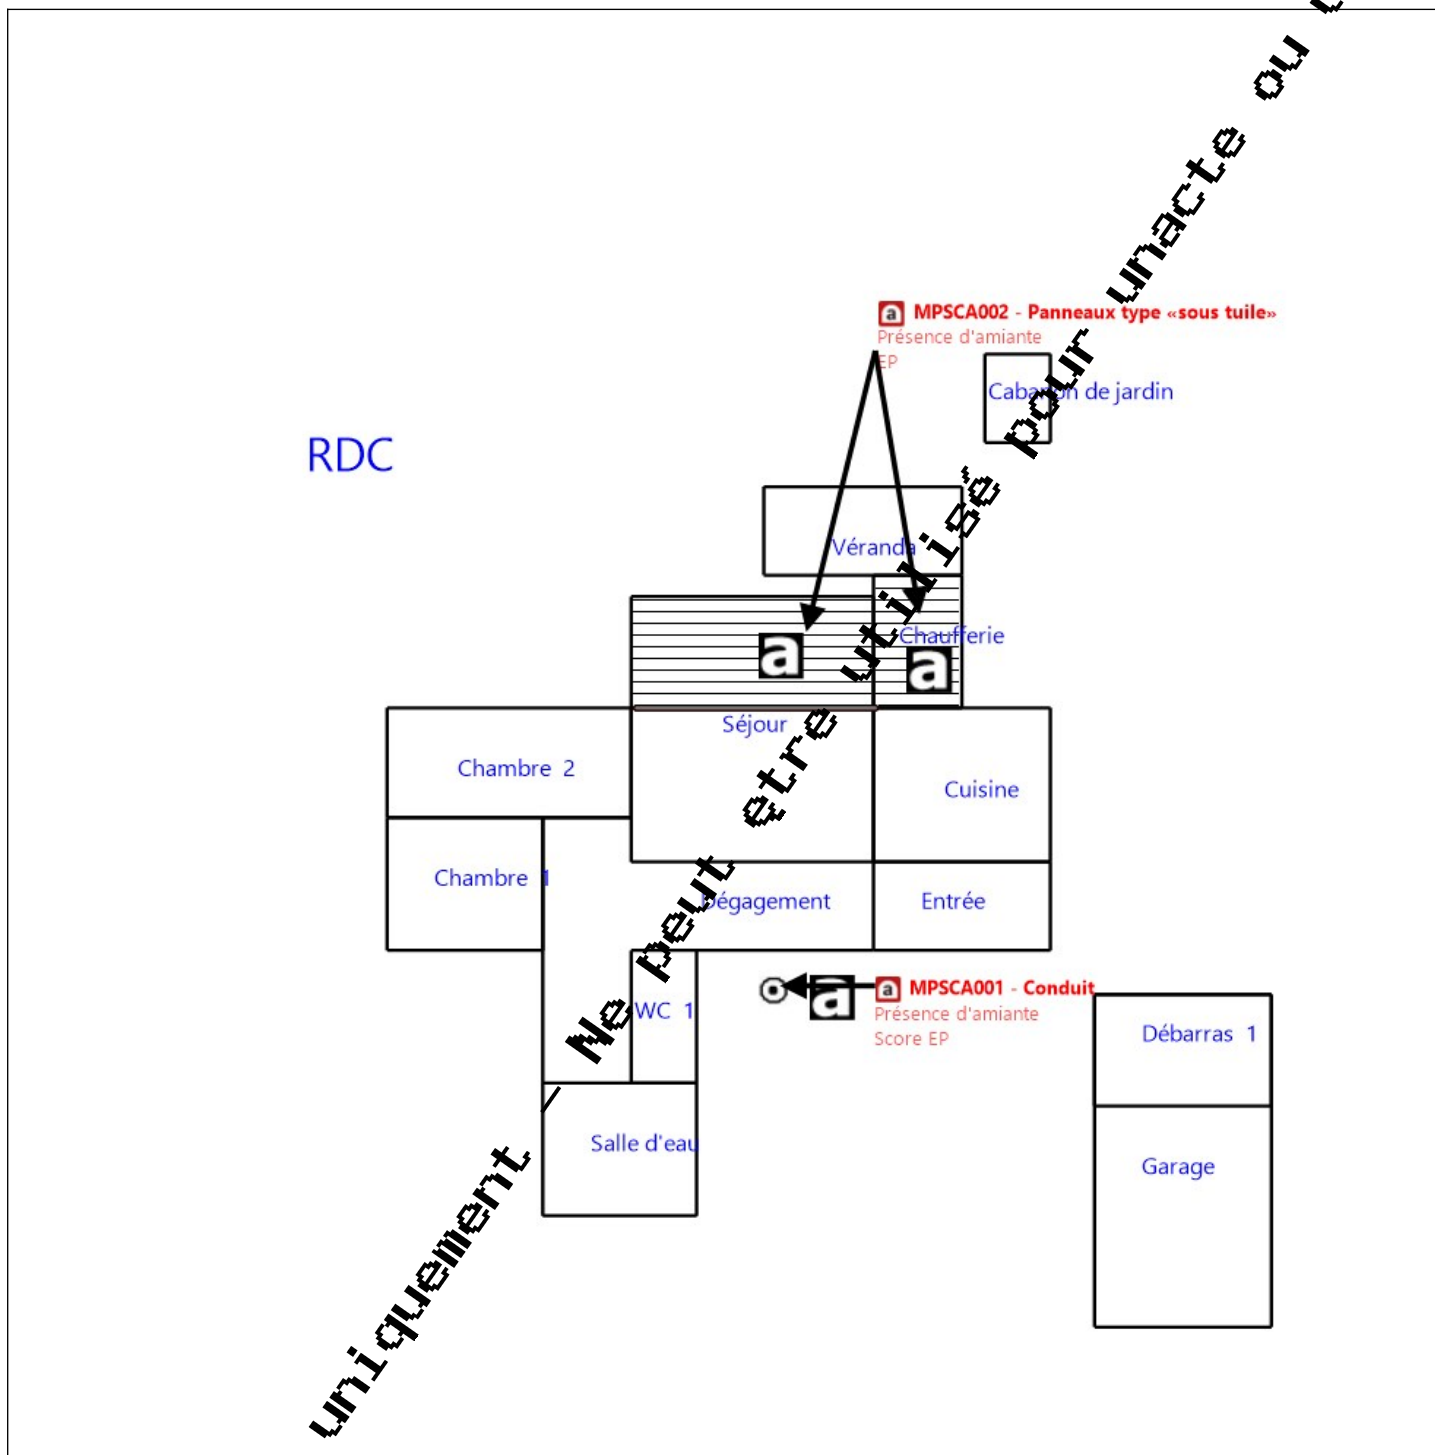 MPSCA002 - Panneaux type «sous tuile»
Présence d'amiante
EP
Cabanon de jardin
RDC
Véranda
Chaufferie
a
a
Séjour
Chambre 2
Cuisine
Chambre 1
Dégagement
Entrée
a
MPSCA001 - Conduit
Présence d'amiante
Score EP
WC 1
Débarras 1
Salle d'eau
Garage
uniquement / Ne peut etre utilisé pour unacte ou